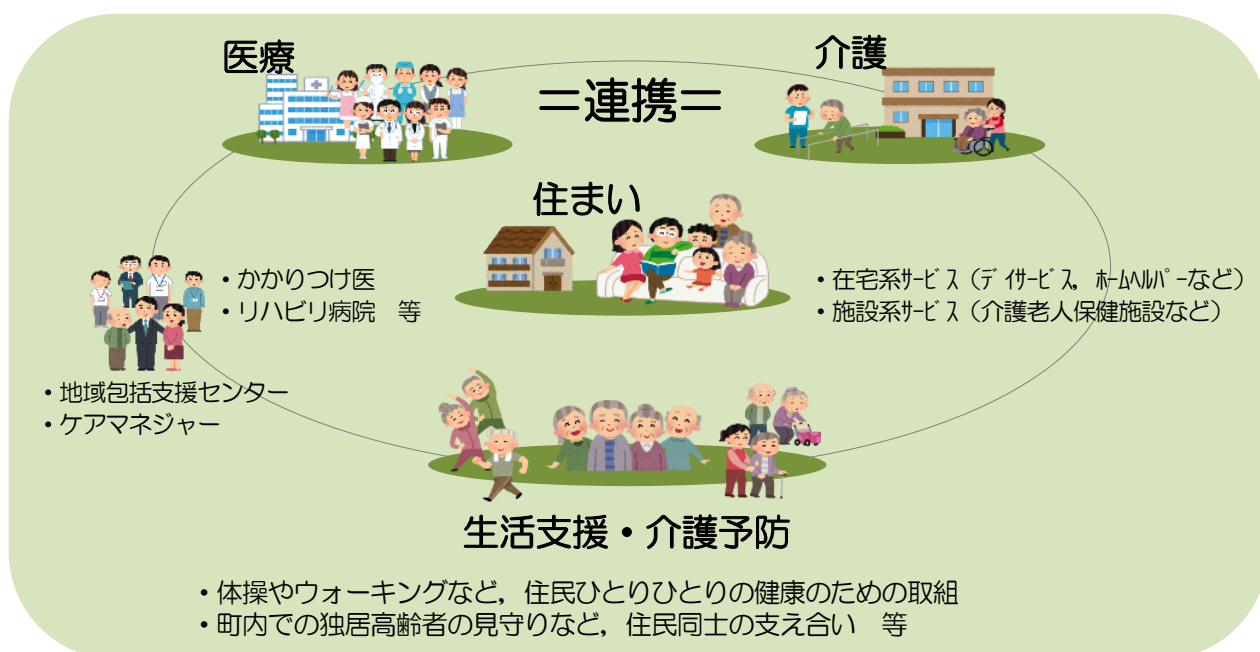 医療
介護
＝連携＝
住まい
・かかりつけ医
・リハビリ病院　等
・在宅系ｻｰﾋﾞｽ（ﾃﾞｲｻｰﾋﾞｽ，ﾎｰﾑﾍﾙﾊﾟｰなど）
・施設系ｻｰﾋﾞｽ（介護老人保健施設など）
・地域包括支援センター
・ケアマネジャー
生活支援・介護予防
・体操やウォーキングなど，住民ひとりひとりの健康のための取組
・町内での独居高齢者の見守りなど，住民同士の支え合い　等